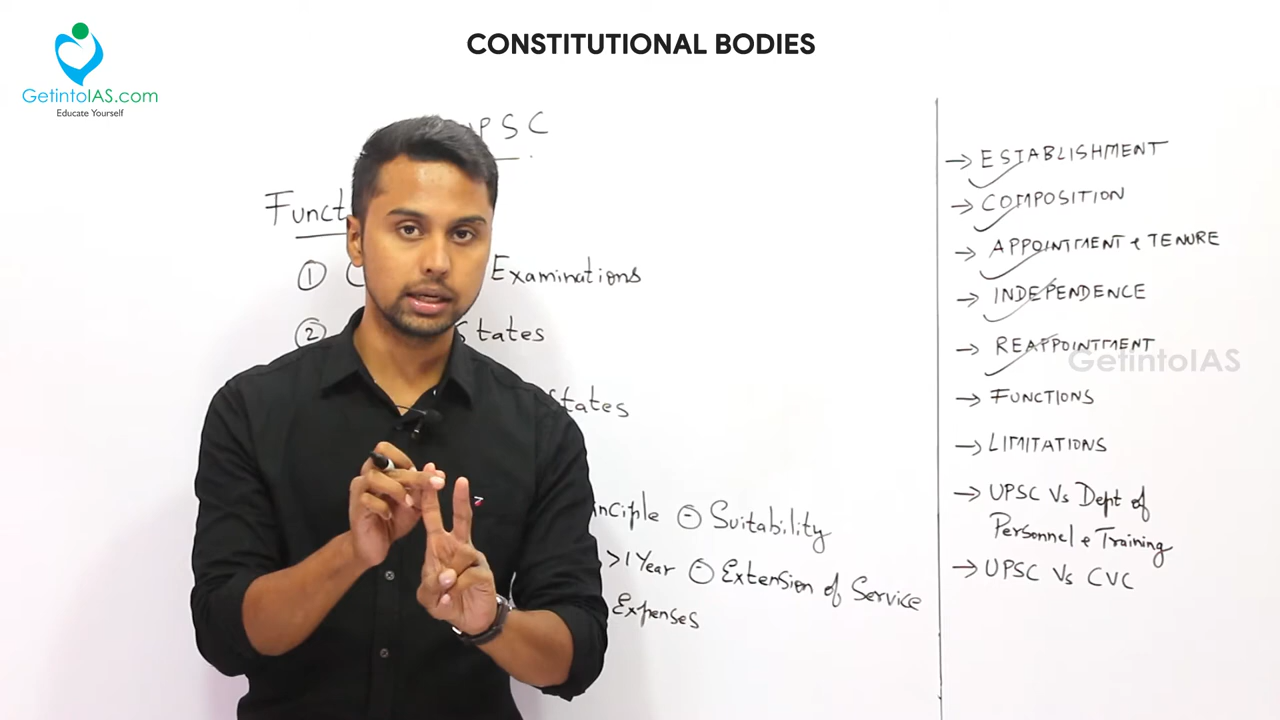 CONSTITUTIONAL BODIES
GetintoIAS.com
Educate Yourself
PSC
Funct
① Examinations
② States
States
inciple ⊖ Suitability
>1 Year ⊖ Extension of Service
Expenses
→ ESTABLISHMENT
→ COMPOSITION
→ APPOINTMENT & TENURE
→ INDEPENDENCE
→ REAPPOINTMENT
GetintoIAS
→ FUNCTIONS
→ LIMITATIONS
→ UPSC Vs Dept of
Personnel & Training
→ UPSC Vs CVC